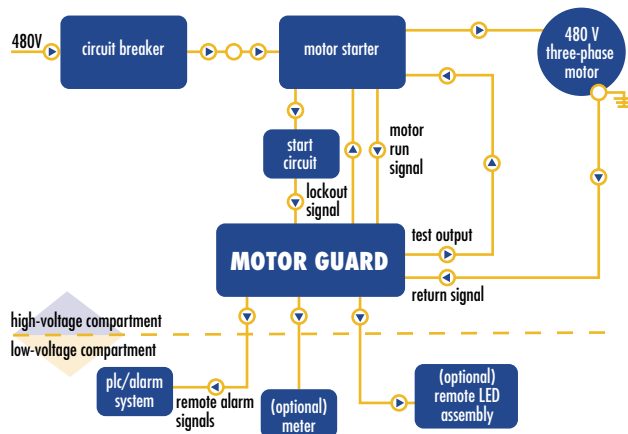 480V
circuit breaker
motor starter
480 V
three-phase
motor
start
circuit
motor
run
signal
lockout
signal
MOTOR GUARD
test output
return signal
high-voltage compartment
low-voltage compartment
plc/alarm
system
remote alarm
signals
(optional)
meter
(optional)
remote LED
assembly